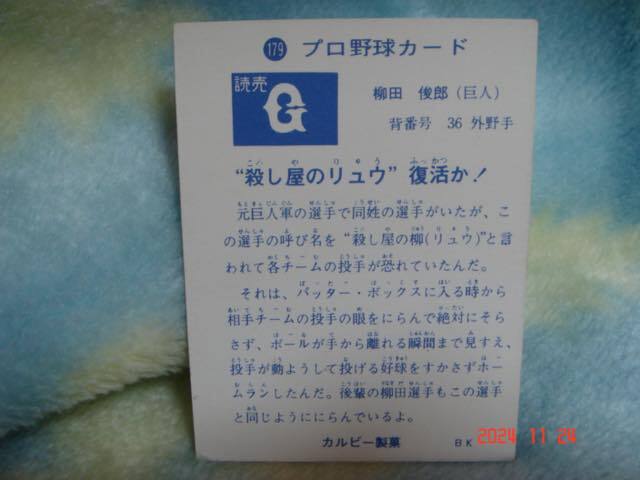 179 プロ野球カード
読売
G
柳田 俊郎(巨人)
背番号 36 外野手
“殺し屋のリュウ” 復活か!
元巨人軍の選手で同姓の選手がいたが、こ
の選手の呼び名を“殺し屋の柳(リュウ)”と言
われて各チームの投手が恐れていたんだ。
それは、バッター・ボックスに入る時から
相手チームの投手の眼をにらんで絶対にそら
さず、ボールが手から離れる瞬間まで見すえ、
投手が動ようして投げる好球をすかさずホー
ムランしたんだ。後輩の柳田選手もこの選手
と同じようににらんでいるよ。
カルビー製菓 BK
2024 11 24